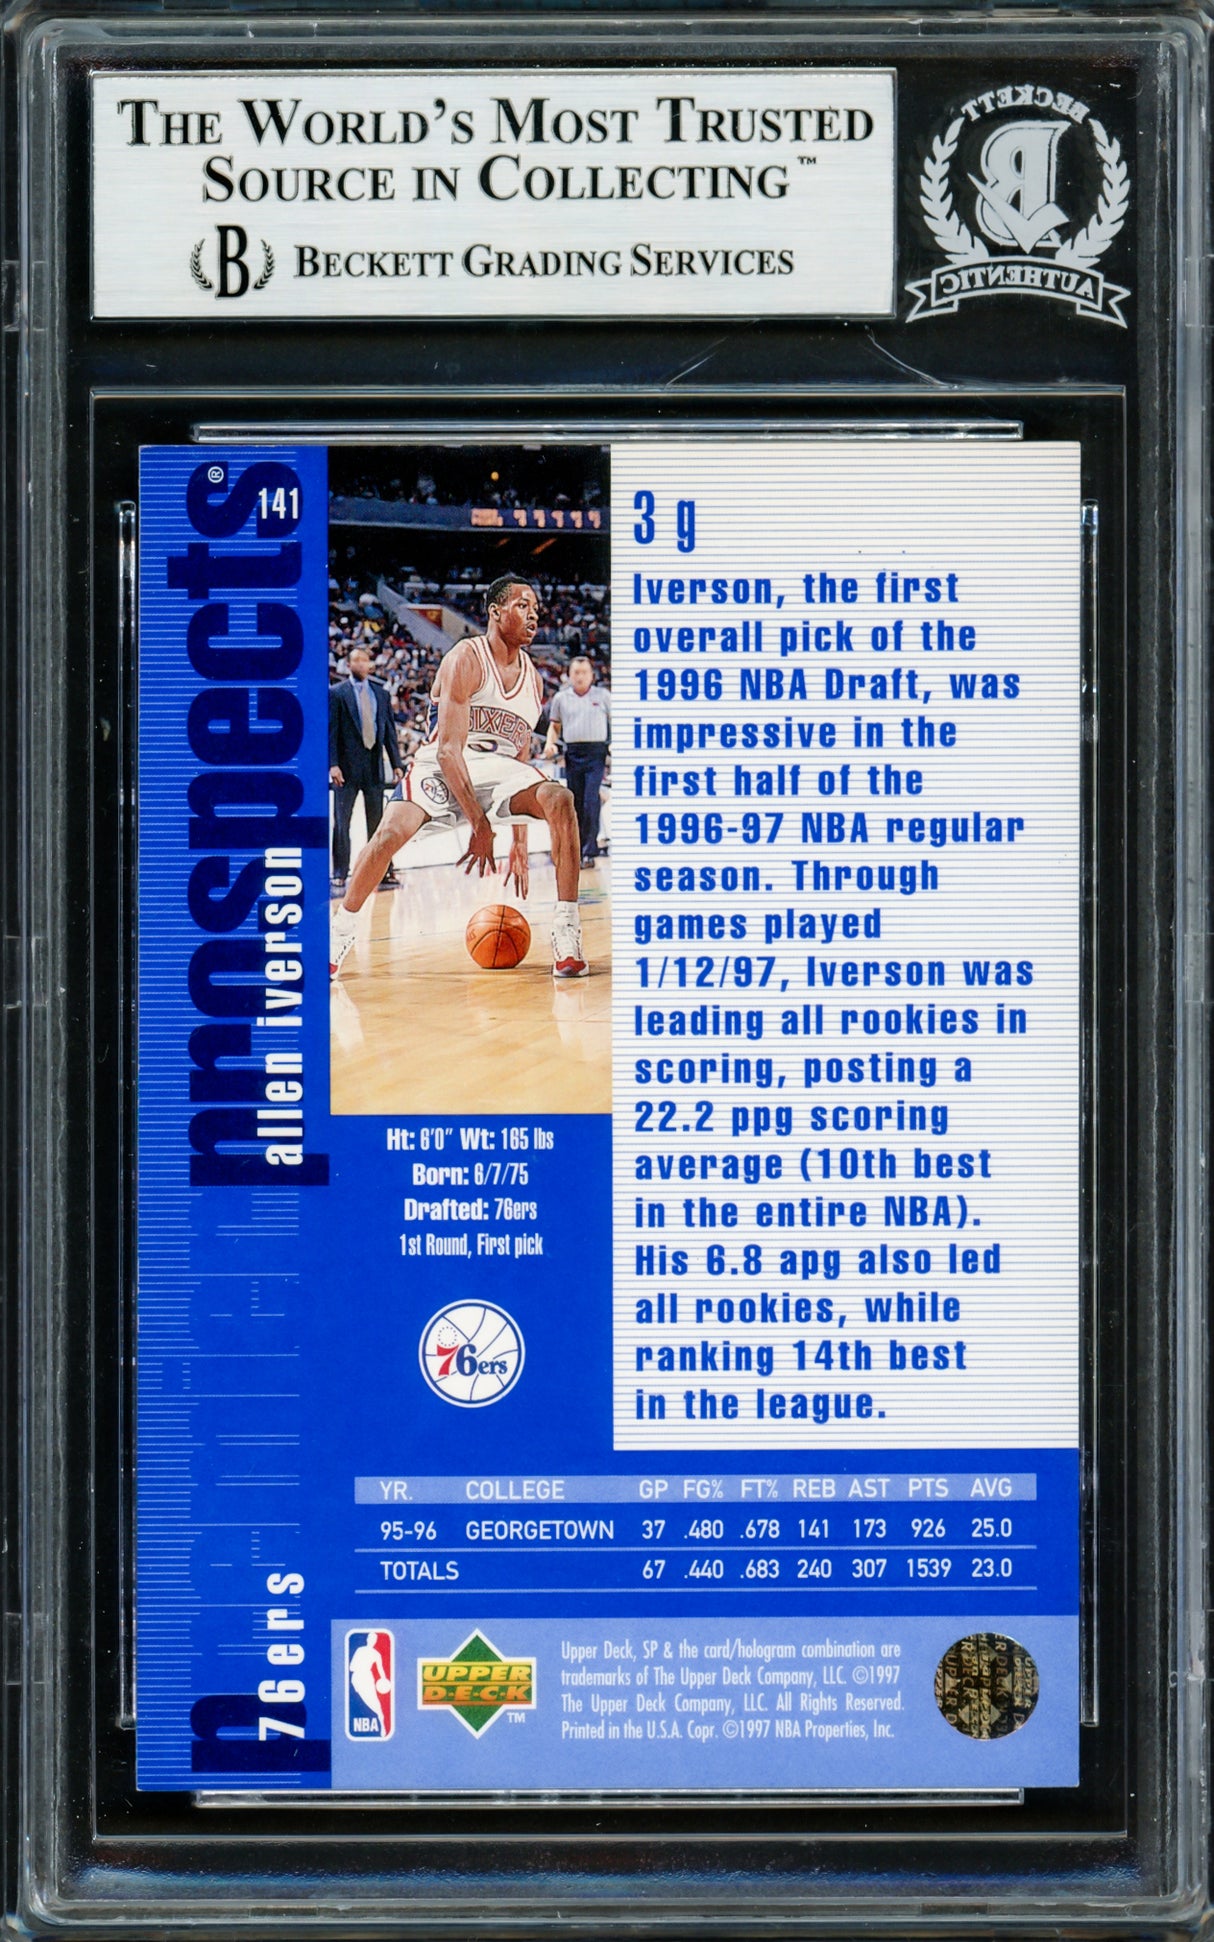 THE WORLD'S MOST TRUSTED
SOURCE IN COLLECTING™
B BECKETT GRADING SERVICES
BECKETT
B
AUTHENTIC
prospects®
141
allen iverson
76ers
SIXERS
3 g
Iverson, the first
overall pick of the
1996 NBA Draft, was
impressive in the
first half of the
1996-97 NBA regular
season. Through
games played
1/12/97, Iverson was
leading all rookies in
scoring, posting a
22.2 ppg scoring
average (10th best
in the entire NBA).
His 6.8 apg also led
all rookies, while
ranking 14th best
in the league.
Ht: 6'0" Wt: 165 lbs
Born: 6/7/75
Drafted: 76ers
1st Round, First pick
76ers
YR. COLLEGE GP FG% FT% REB AST PTS AVG
95-96 GEORGETOWN 37 .480 .678 141 173 926 25.0
TOTALS 67 .440 .683 240 307 1539 23.0
NBA
UPPER
DECK
TM
Upper Deck, SP & the card/hologram combination are
trademarks of The Upper Deck Company, LLC. ©1997
The Upper Deck Company, LLC. All Rights Reserved.
Printed in the U.S.A. Copr. ©1997 NBA Properties, Inc.